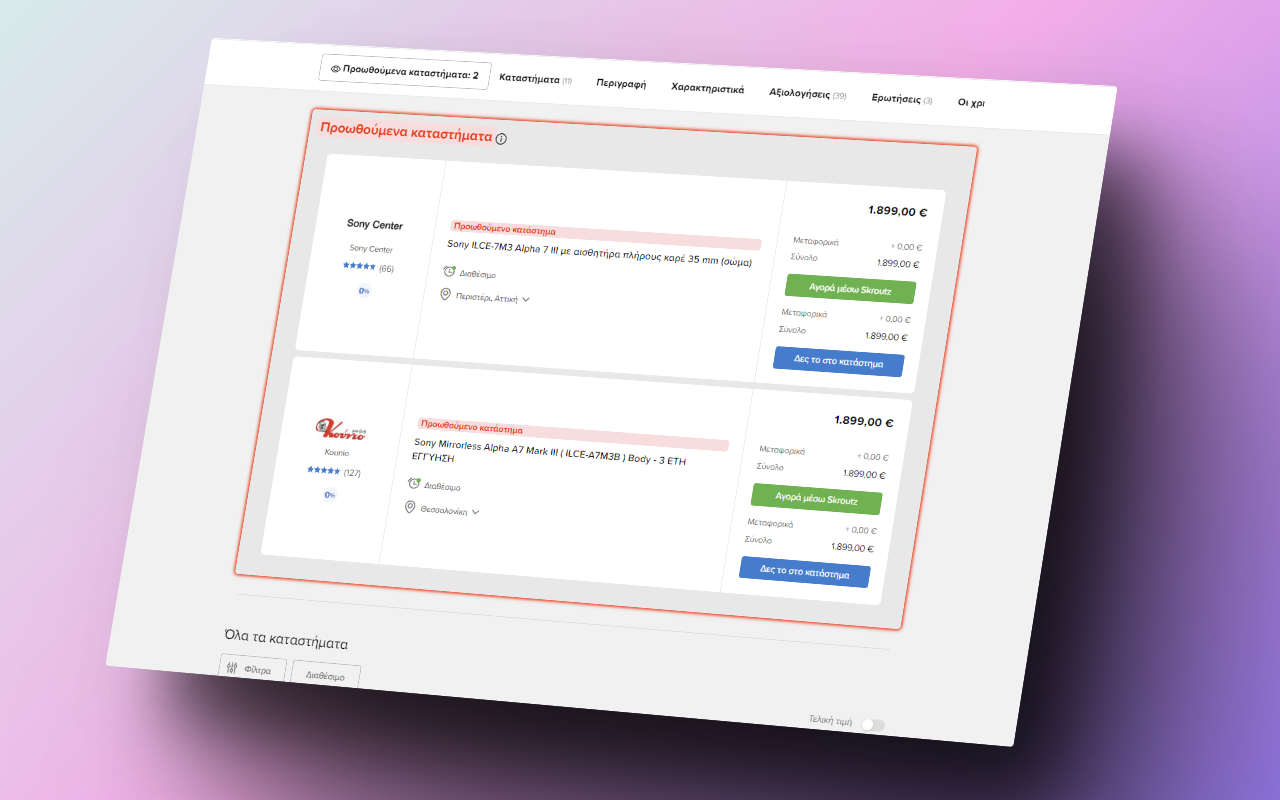 Προωθούμενα καταστήματα: 2
Καταστήματα (11)
Περιγραφή
Χαρακτηριστικά
Αξιολογήσεις (39)
Ερωτήσεις (3)
Οι χρι
Προωθούμενα καταστήματα
Sony Center
Sony Center
(66)
0%
Προωθούμενο κατάστημα
Sony ILCE-7M3 Alpha 7 III με αισθητήρα πλήρους καρέ 35 mm (σώμα)
Διαθέσιμο
Περιστέρι, Αττική
1.899,00 €
Μεταφορικά + 0,00 €
Σύνολο 1.899,00 €
Αγορά μέσω Skroutz
Μεταφορικά + 0,00 €
Σύνολο 1.899,00 €
Δες το στο κατάστημα
Κούνιο
Kounio
(127)
0%
Προωθούμενο κατάστημα
Sony Mirrorless Alpha A7 Mark III ( ILCE-A7M3B ) Body - 3 ΕΤΗ
ΕΓΓΥΗΣΗ
Διαθέσιμο
Θεσσαλονίκη
1.899,00 €
Μεταφορικά + 0,00 €
Σύνολο 1.899,00 €
Αγορά μέσω Skroutz
Μεταφορικά + 0,00 €
Σύνολο 1.899,00 €
Δες το στο κατάστημα
Όλα τα καταστήματα
Φίλτρα
Διαθέσιμο
Τελική τιμή